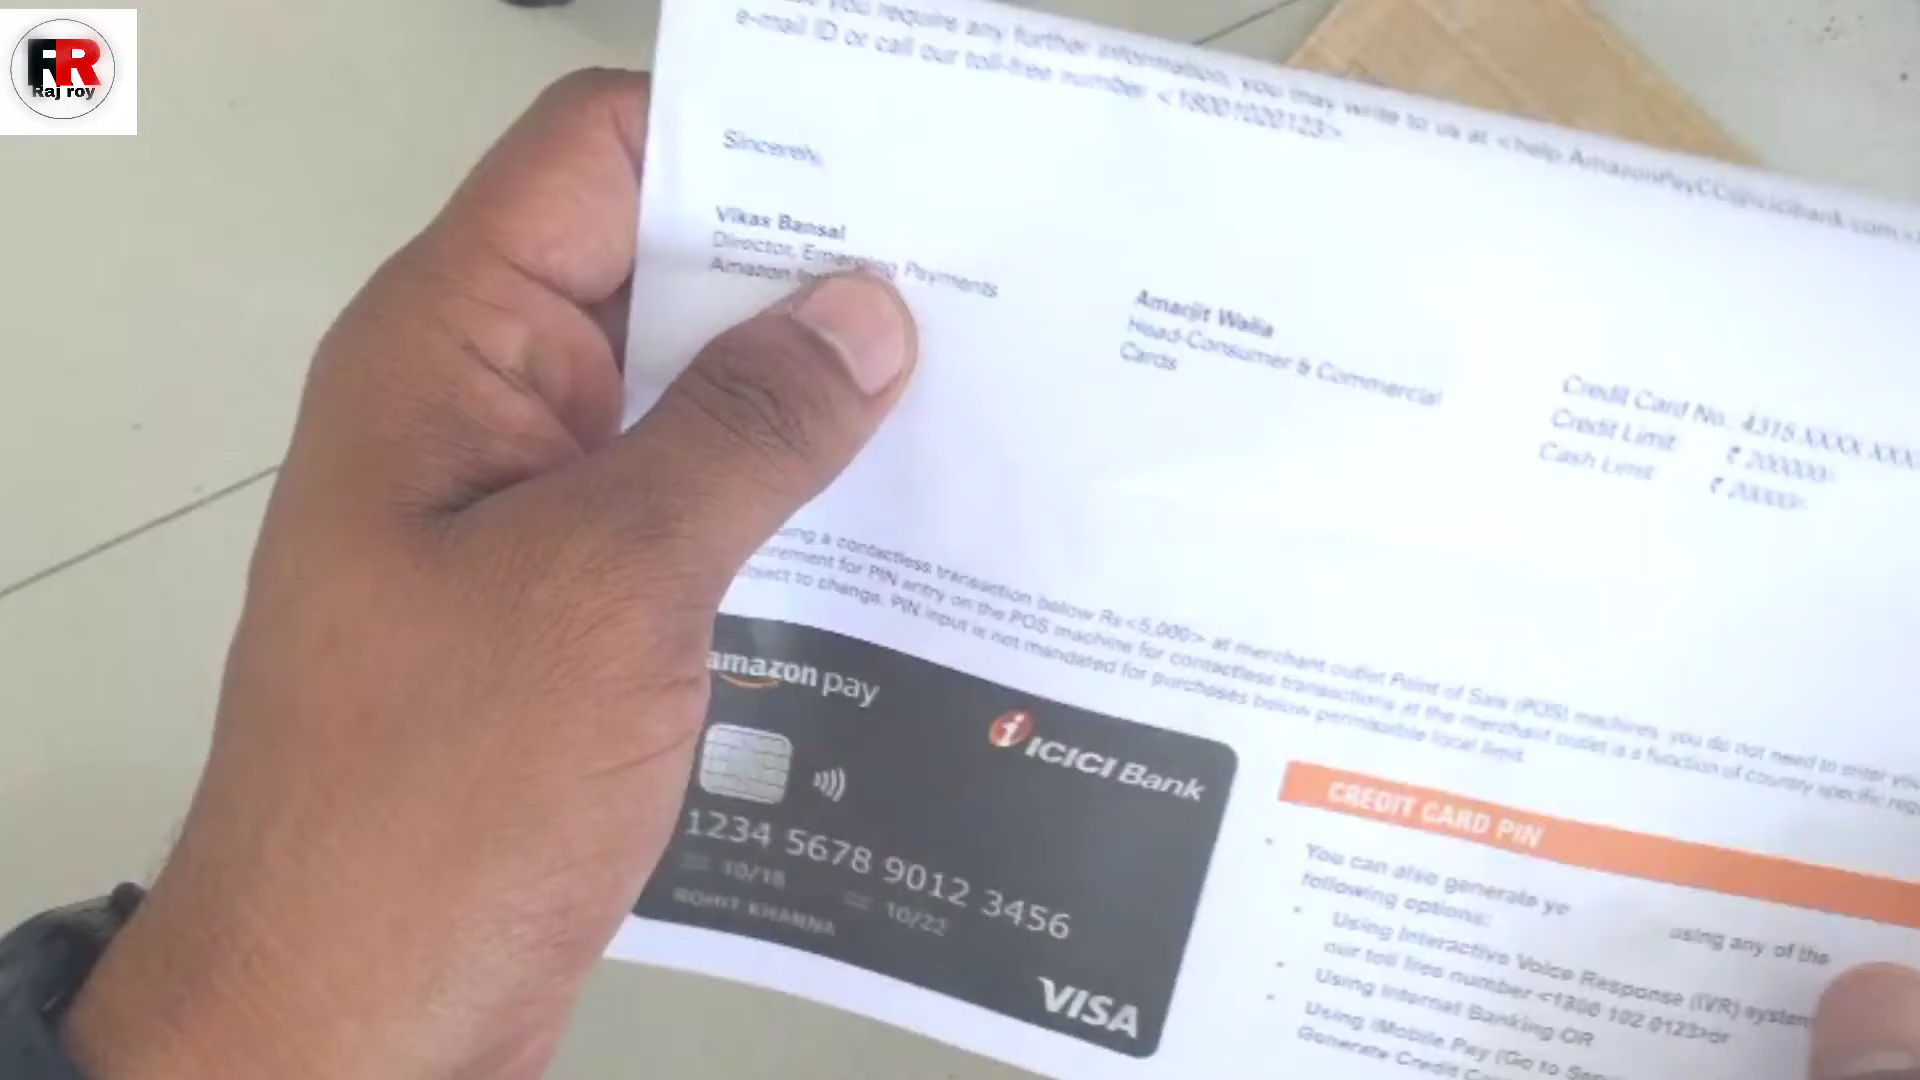 RR
Raj roy
you require any further information, you may write to us at <help.AmazonPayCC@icicibank.com>
e-mail ID or call our toll-free number <18001020123>.
Sincerely,
Vikas Bansal
Director, Emerging Payments
Amazon
Amarjit Walia
Head-Consumer & Commercial
Cards
Credit Card No. 4315 XXXX
Credit Limit ₹ 200000/-
Cash Limit ₹ 20000/-
a contactless transaction below Rs <5,000> at merchant outlet Point of Sale (POS) machines, you do not need to enter
for PIN entry on the POS machine for contactless transactions at the merchant outlet is a function of country specific
to change. PIN input is not mandated for purchases below permissible local limit.
amazon pay
ICICI Bank
1234 5678 9012 3456
10/18 10/22
ROHIT KHANNA
VISA
CREDIT CARD PIN
You can also generate using any of the
following options:
Using Interactive Voice Response (IVR) system
our toll free number <1800 102 0123>or
Using Internet Banking OR
Using iMobile Pay (Go to
Generate Credit